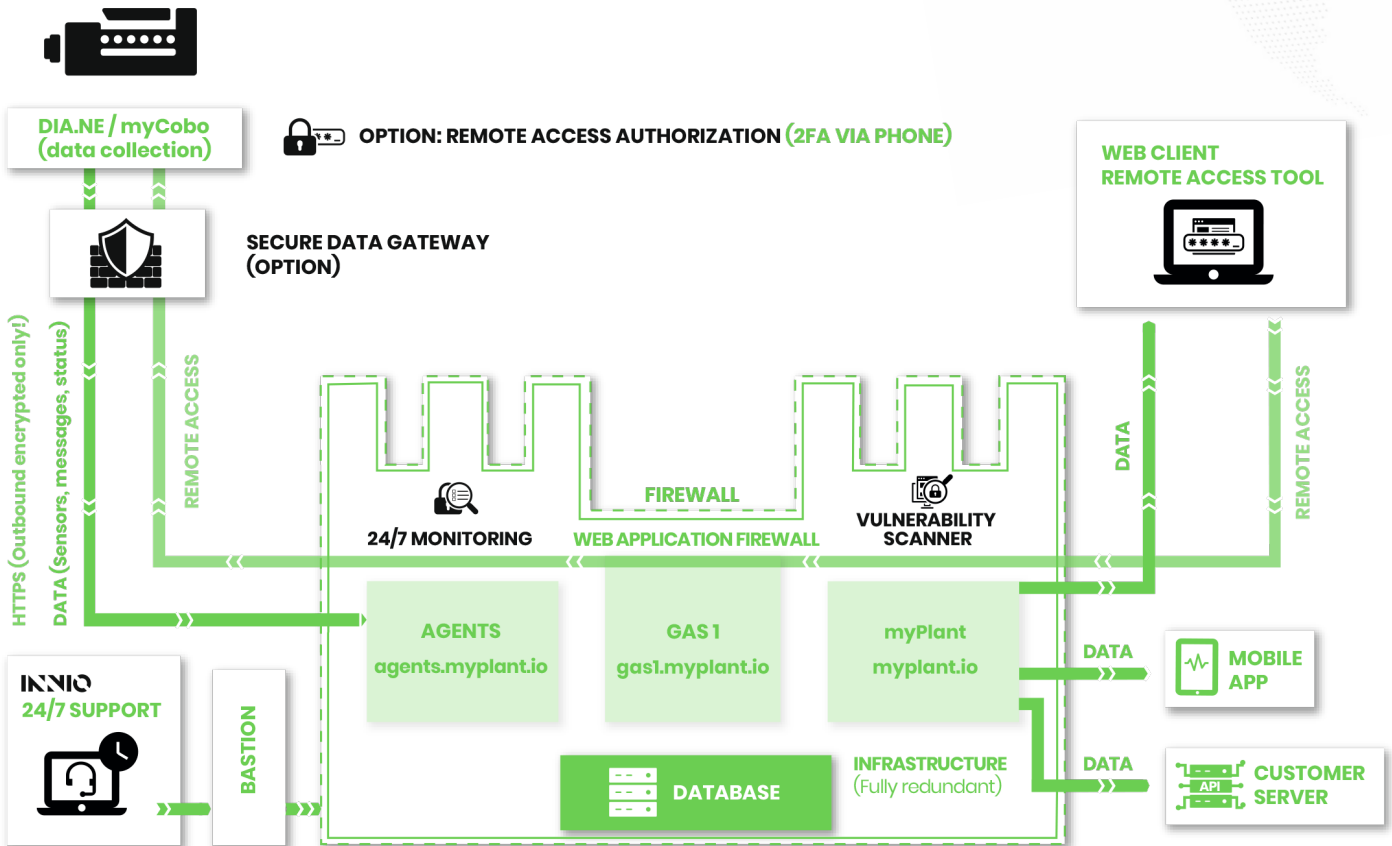 DIA.NE / myCobo
(data collection)
OPTION: REMOTE ACCESS AUTHORIZATION (2FA VIA PHONE)
WEB CLIENT
REMOTE ACCESS TOOL
SECURE DATA GATEWAY
(OPTION)
HTTPS (Outbound encrypted only!)
DATA (Sensors, messages, status)
REMOTE ACCESS
DATA
REMOTE ACCESS
FIREWALL
24/7 MONITORING
WEB APPLICATION FIREWALL
VULNERABILITY
SCANNER
AGENTS
agents.myplant.io
GAS 1
gas1.myplant.io
myPlant
myplant.io
DATA
MOBILE
APP
INNIO
24/7 SUPPORT
BASTION
DATABASE
INFRASTRUCTURE
(Fully redundant)
DATA
API
CUSTOMER
SERVER